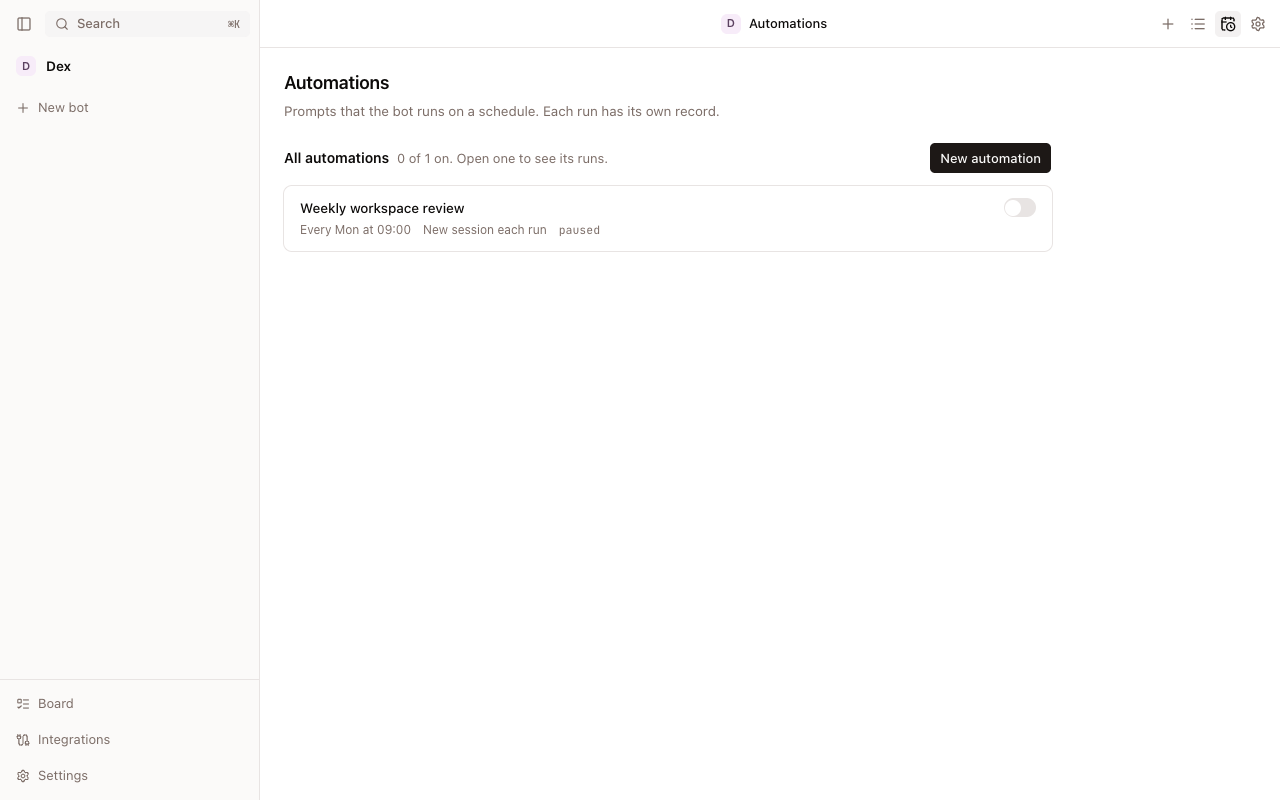 Search ⌘K
D Automations
D Dex
New bot
Automations
Prompts that the bot runs on a schedule. Each run has its own record.
All automations 0 of 1 on. Open one to see its runs.
New automation
Weekly workspace review
Every Mon at 09:00 New session each run paused
Board
Integrations
Settings